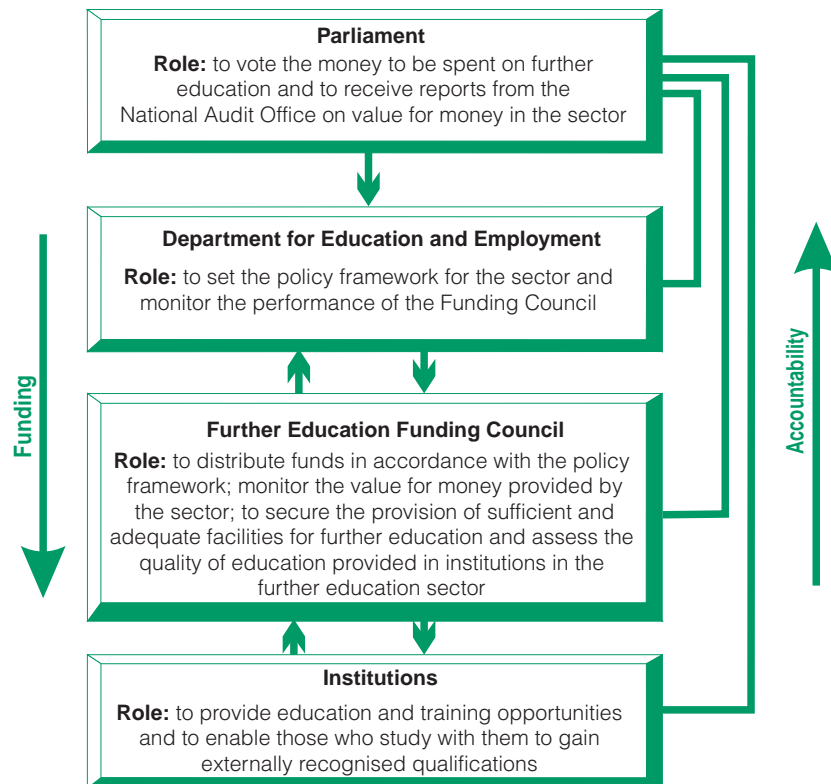 Parliament
Role: to vote the money to be spent on further
education and to receive reports from the
National Audit Office on value for money in the sector
Department for Education and Employment
Role: to set the policy framework for the sector and
monitor the performance of the Funding Council
Funding
Accountability
Further Education Funding Council
Role: to distribute funds in accordance with the policy
framework; monitor the value for money provided by
the sector; to secure the provision of sufficient and
adequate facilities for further education and assess the
quality of education provided in institutions in the
further education sector
Institutions
Role: to provide education and training opportunities
and to enable those who study with them to gain
externally recognised qualifications